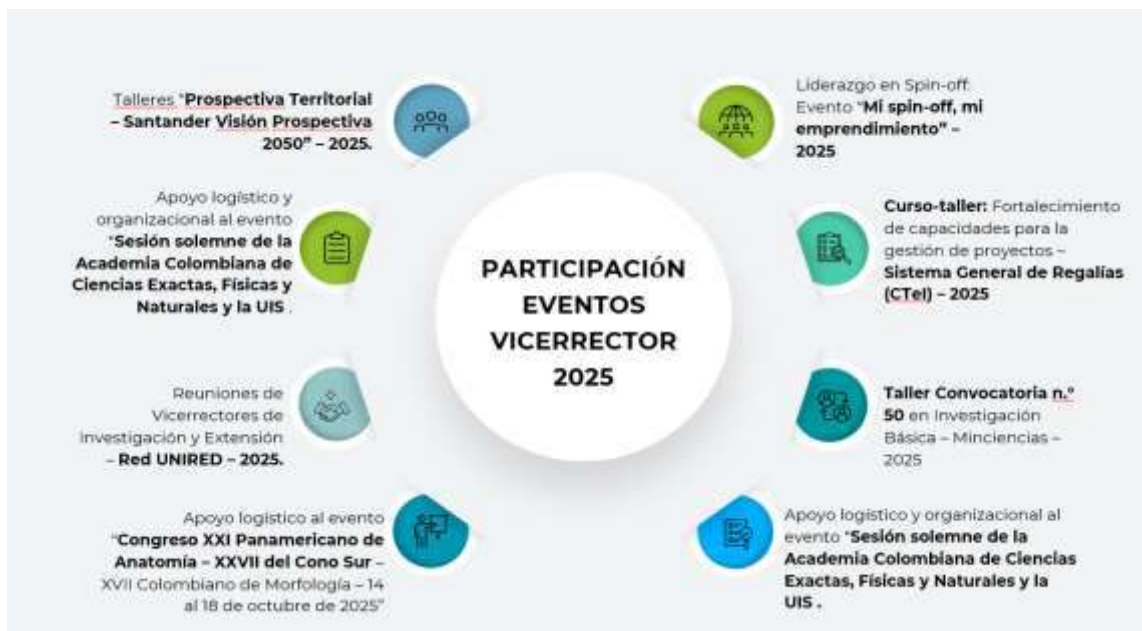 Talleres "Prospectiva Territorial
– Santander Visión Prospectiva
2050" – 2025.
Apoyo logístico y
organizacional al evento
"Sesión solemne de la
Academia Colombiana de
Ciencias Exactas, Físicas y
Naturales y la UIS .
Reuniones de
Vicerrectores de
Investigación y Extensión
– Red UNIRED – 2025.
Apoyo logístico al evento
"Congreso XXI Panamericano de
Anatomía – XXVII del Cono Sur –
XVII Colombiano de Morfología – 14
al 18 de octubre de 2025"
PARTICIPACIÓN
EVENTOS
VICERRECTOR
2025
Liderazgo en Spin-off:
Evento "Mi spin-off, mi
emprendimiento" –
2025
Curso-taller: Fortalecimiento
de capacidades para la
gestión de proyectos –
Sistema General de Regalías
(CTeI) – 2025
Taller Convocatoria n.°
50 en Investigación
Básica – Minciencias –
2025
Apoyo logístico y organizacional al
evento "Sesión solemne de la
Academia Colombiana de Ciencias
Exactas, Físicas y Naturales y la
UIS .